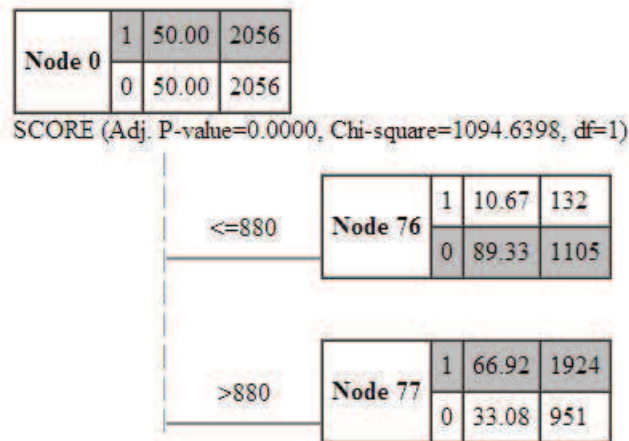 Node 0 1 50.00 2056
0 50.00 2056
SCORE (Adj. P-value=0.0000, Chi-square=1094.6398, df=1)
<=880 Node 76 1 10.67 132
0 89.33 1105
>880 Node 77 1 66.92 1924
0 33.08 951